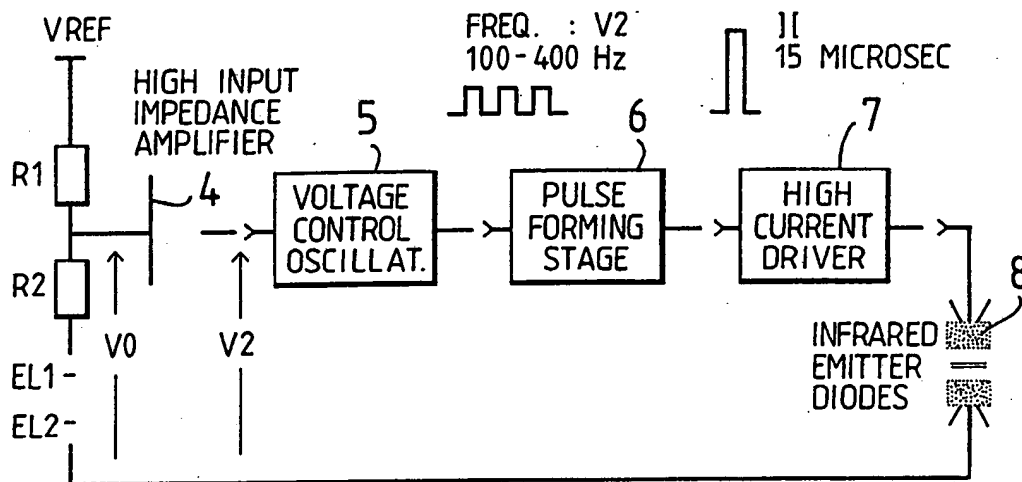 VREF
HIGH INPUT
IMPEDANCE
AMPLIFIER
4
R1
R2
V0
V2
EL1
EL2
5
VOLTAGE
CONTROL
OSCILLAT.
FREQ. : V2
100-400 Hz
6
PULSE
FORMING
STAGE
][
15 MICROSEC
7
HIGH
CURRENT
DRIVER
8
INFRARED
EMITTER
DIODES